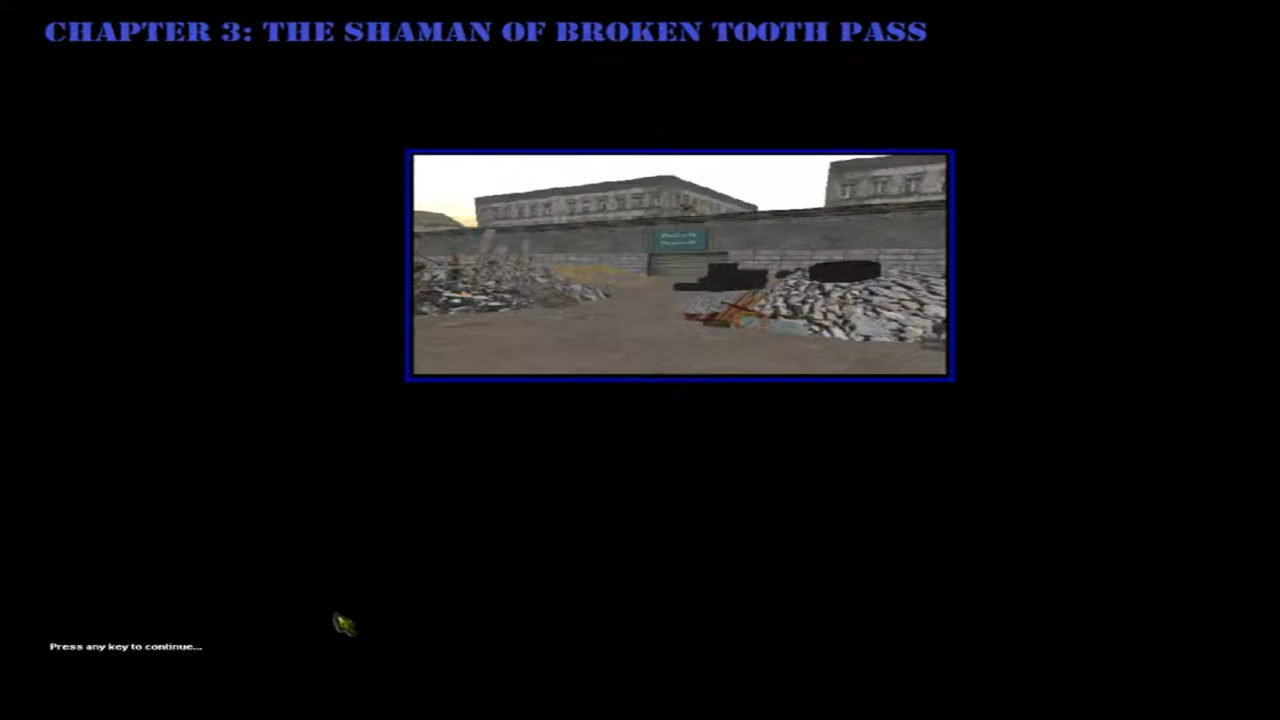 CHAPTER 3: THE SHAMAN OF BROKEN TOOTH PASS
Press any key to continue...